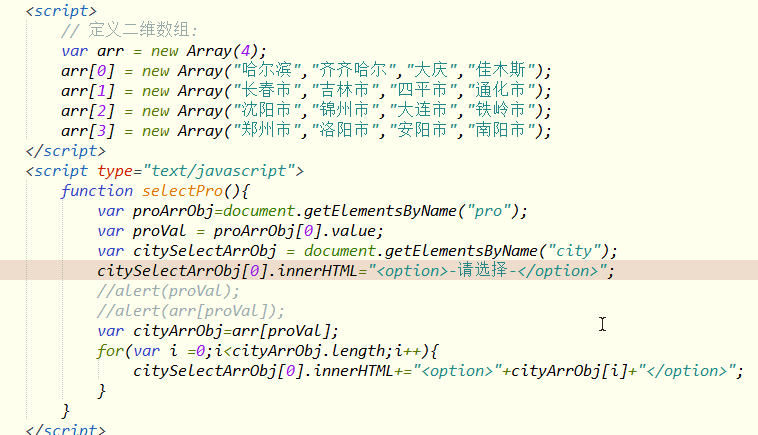 <script>
// 定义二维数组:
var arr = new Array(4);
arr[0] = new Array("哈尔滨","齐齐哈尔","大庆","佳木斯");
arr[1] = new Array("长春市","吉林市","四平市","通化市");
arr[2] = new Array("沈阳市","锦州市","大连市","铁岭市");
arr[3] = new Array("郑州市","洛阳市","安阳市","南阳市");
</script>
<script type="text/javascript">
function selectPro(){
var proArrObj=document.getElementsByName("pro");
var proVal = proArrObj[0].value;
var citySelectArrObj = document.getElementsByName("city");
citySelectArrObj[0].innerHTML="<option>-请选择-</option>";
//alert(proVal);
//alert(arr[proVal]);
var cityArrObj=arr[proVal];
for(var i =0;i<cityArrObj.length;i++){
citySelectArrObj[0].innerHTML+="<option>"+cityArrObj[i]+"</option>";
}
}
</script>